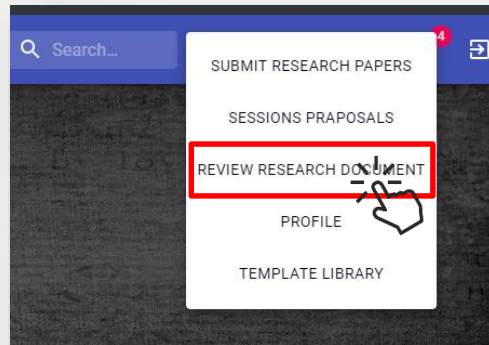 Search...
4
SUBMIT RESEARCH PAPERS
SESSIONS PRAPOSALS
REVIEW RESEARCH DOCUMENT
PROFILE
TEMPLATE LIBRARY